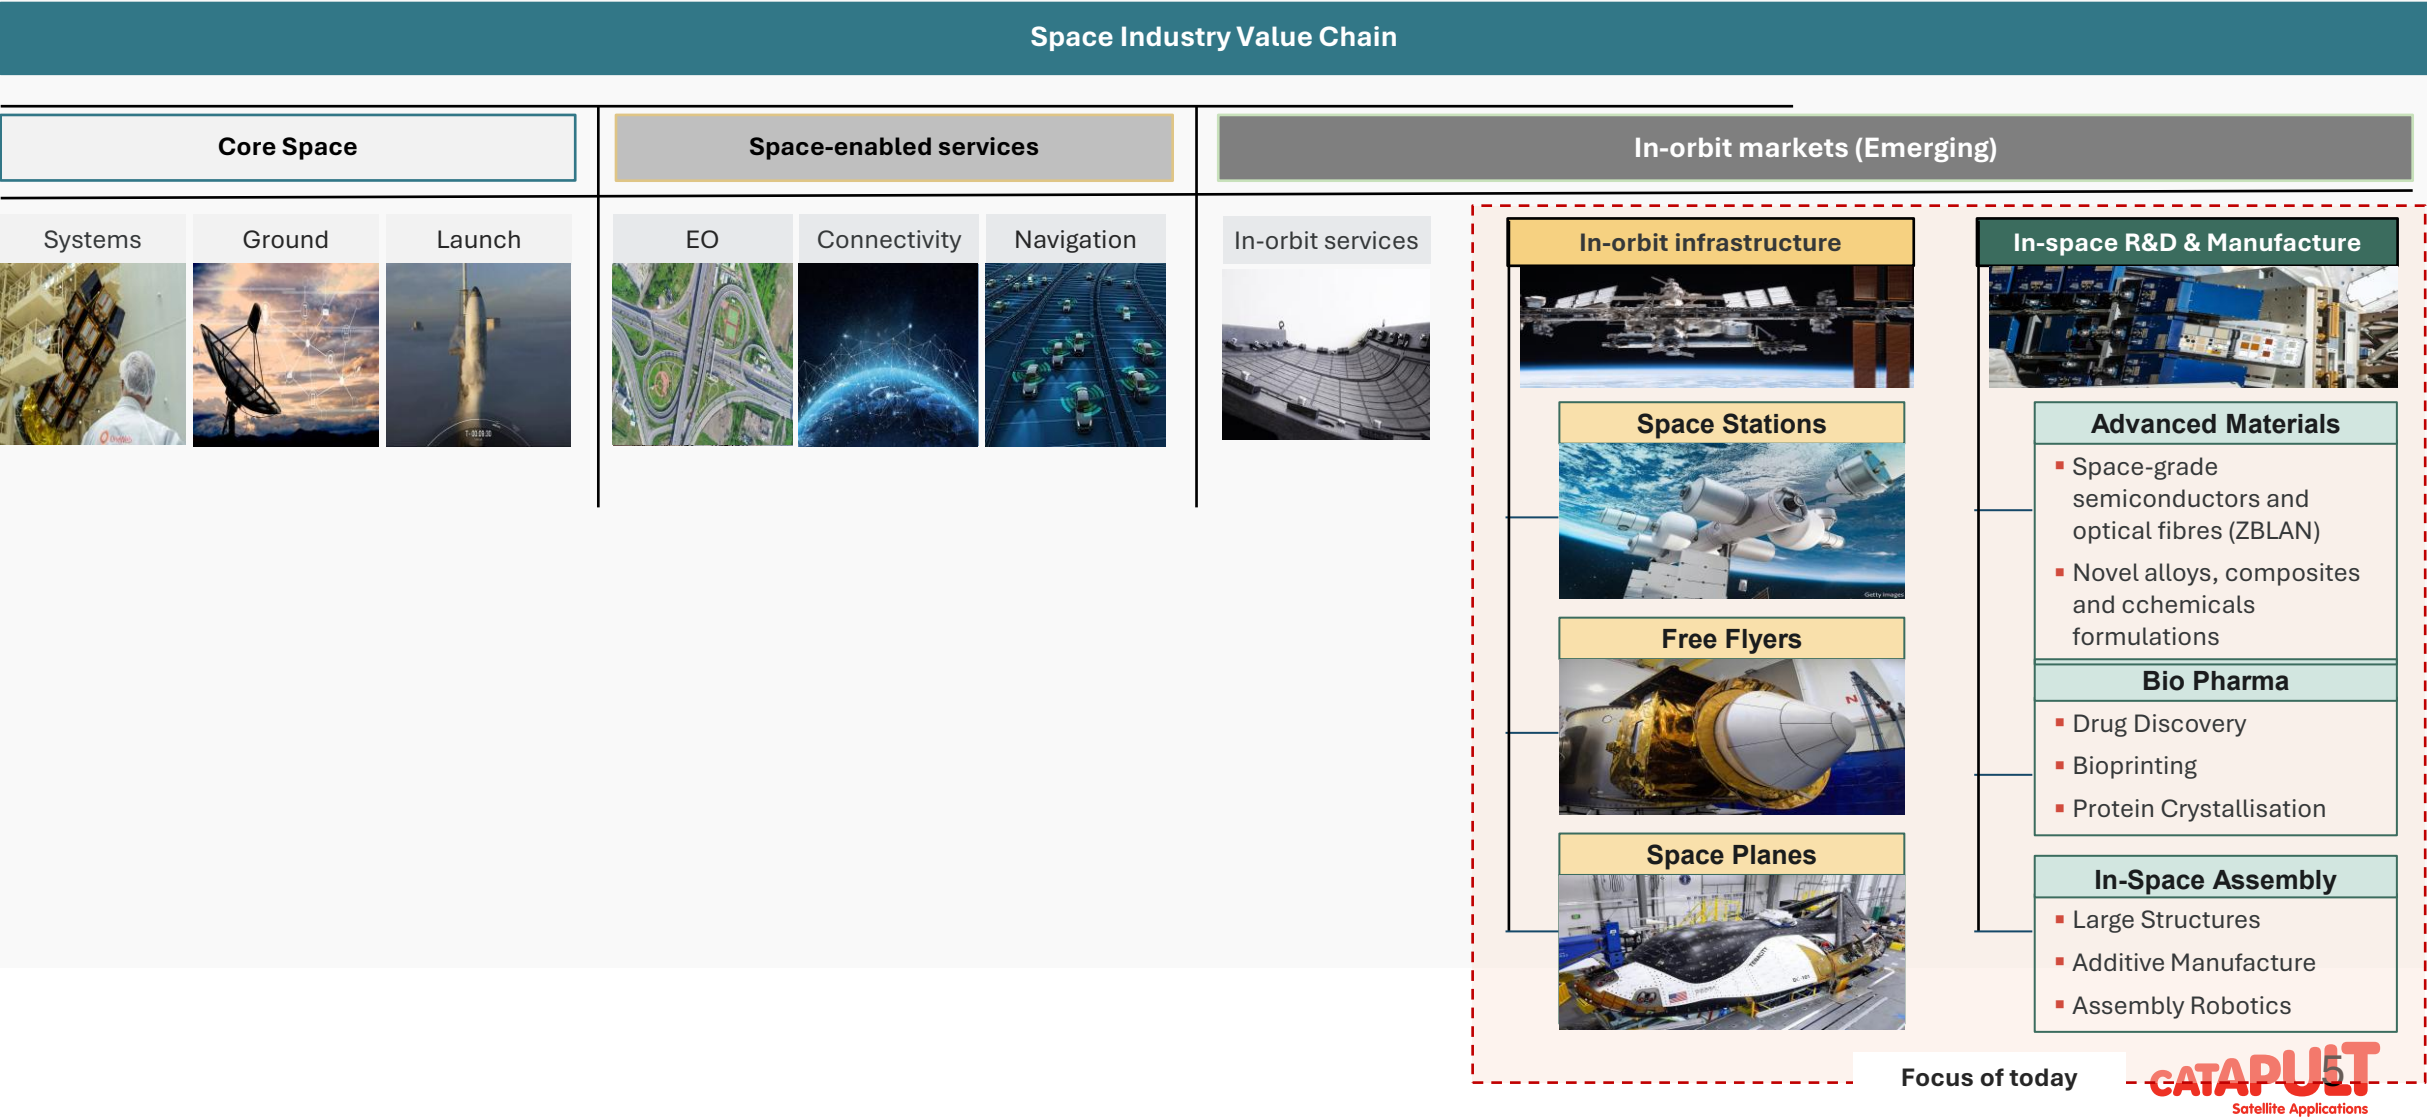 Space Industry Value Chain
Core Space
Space-enabled services
In-orbit markets (Emerging)
Systems
Ground
Launch
EO
Connectivity
Navigation
In-orbit services
In-orbit infrastructure
In-space R&D & Manufacture
Space Stations
Getty Images
Free Flyers
Space Planes
TENACITY
Advanced Materials
▪ Space-grade
semiconductors and
optical fibres (ZBLAN)
▪ Novel alloys, composites
and cchemicals
formulations
Bio Pharma
▪ Drug Discovery
▪ Bioprinting
▪ Protein Crystallisation
In-Space Assembly
▪ Large Structures
▪ Additive Manufacture
▪ Assembly Robotics
Focus of today
CATAPULT
5
Satellite Applications